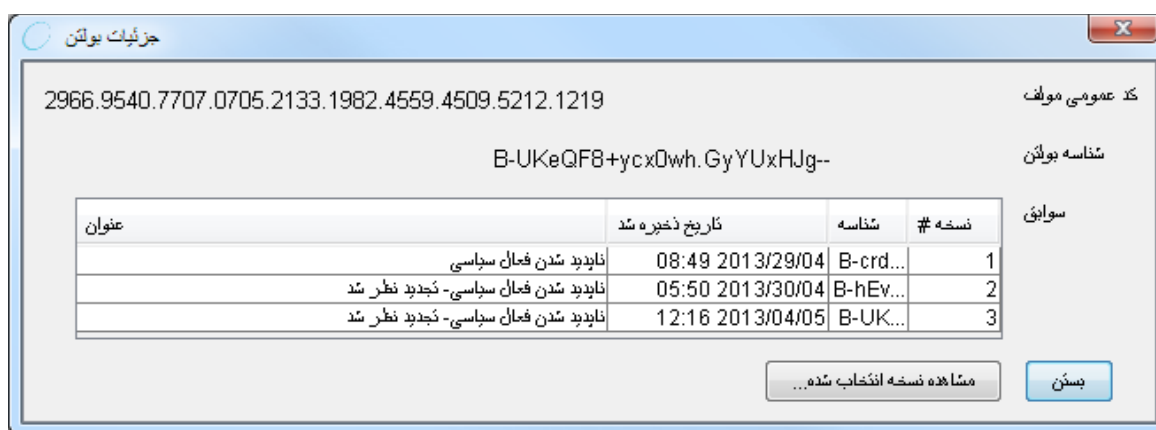 جزئیات بولتن
کد عمومی مولف 2966.9540.7707.0705.2133.1982.4559.4509.5212.1219
شناسه بولتن B-UKeQF8+ycx0wh.GyYUxHJg--
سوابق
نسخه # شناسه تاریخ ذخیره شد عنوان
1 B-crd... 08:49 2013/29/04 ناپدید شدن فعال سیاسی
2 B-hEv... 05:50 2013/30/04 ناپدید شدن فعال سیاسی- تجدید نظر شد
3 B-UK... 12:16 2013/04/05 ناپدید شدن فعال سیاسی- تجدید نظر شد
بستن مشاهده نسخه انتخاب شده...